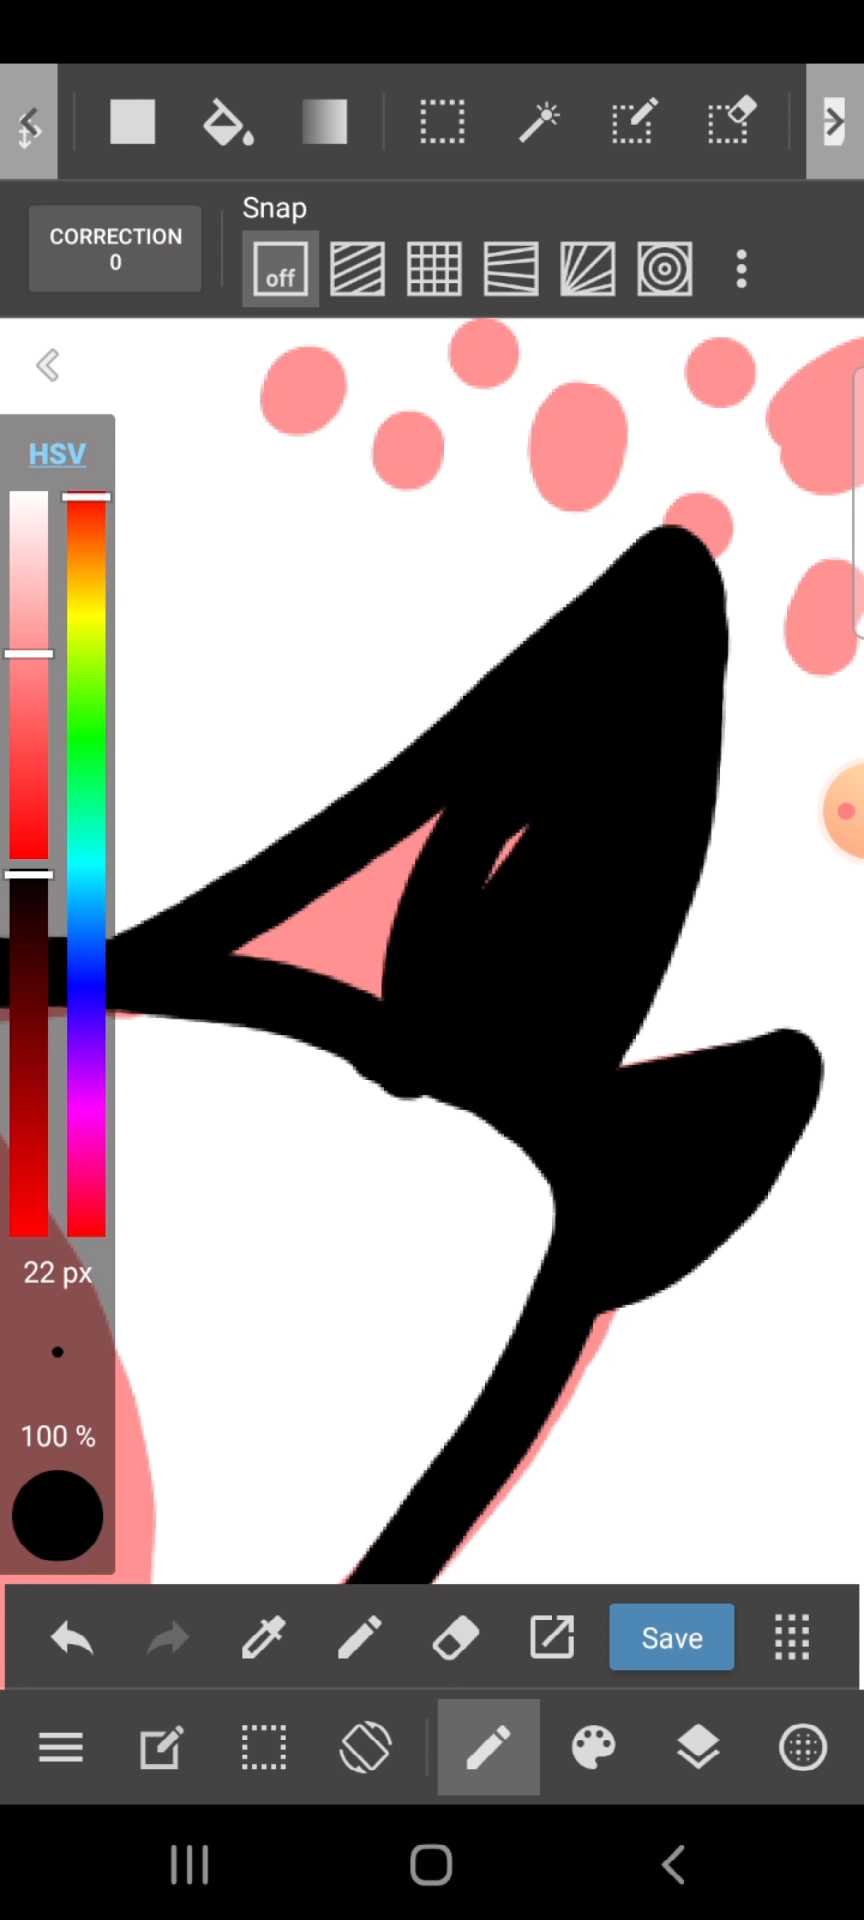 Snap
CORRECTION
0
off
HSV
22 px
100 %
Save